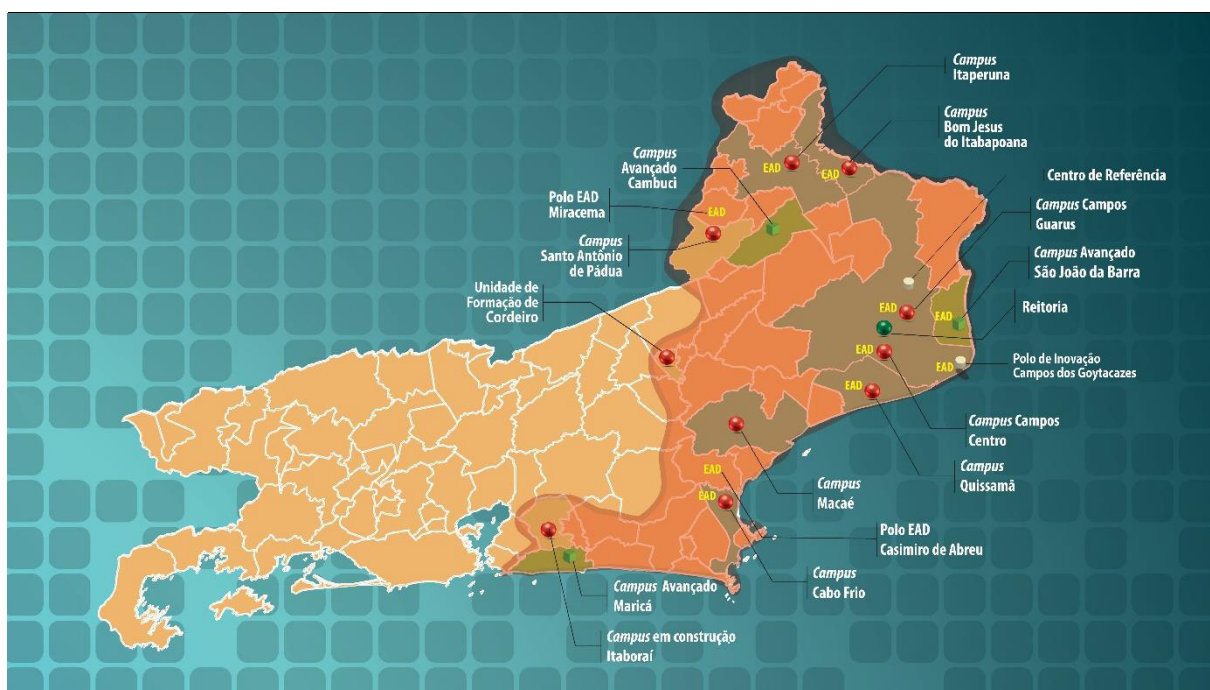 Campus
Itaperuna
Campus
Bom Jesus
do Itabapoana
Campus
Avançado
Cambuci
Centro de Referência
Polo EAD
Miracema
Campus Campos
Guarus
Campus
Santo Antônio
de Pádua
Campus Avançado
São João da Barra
Unidade de
Formação de
Cordeiro
Reitoria
Polo de Inovação
Campos dos Goytacazes
Campus Campos
Centro
Campus
Quissamã
Campus
Macaé
Polo EAD
Casimiro de Abreu
Campus
Cabo Frio
Campus Avançado
Maricá
Campus em construção
Itaboraí
EAD
EAD
EAD
EAD
EAD
EAD
EAD
EAD
EAD
EAD